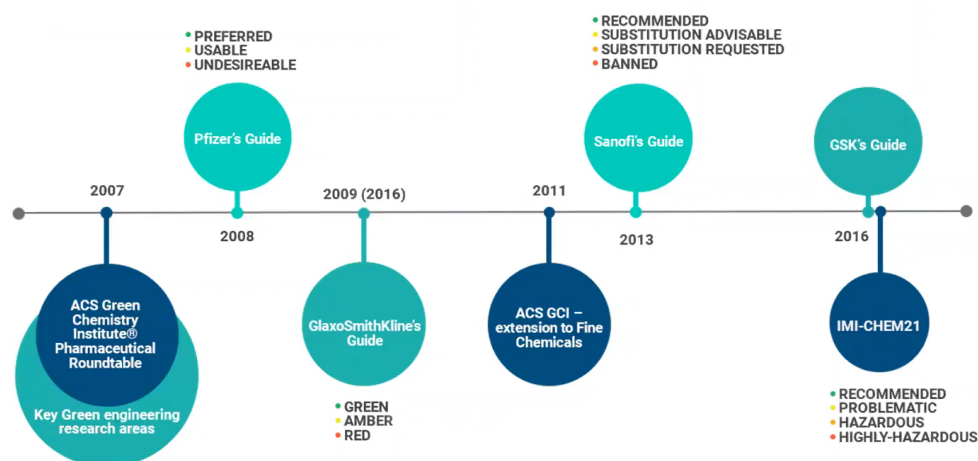 PREFERRED
USABLE
UNDESIREABLE
RECOMMENDED
SUBSTITUTION ADVISABLE
SUBSTITUTION REQUESTED
BANNED
Pfizer's Guide
Sanofi's Guide
GSK's Guide
2007
2009 (2016)
2011
2008
2013
2016
ACS Green
Chemistry
Institute®
Pharmaceutical
Roundtable
Key Green engineering
research areas
GlaxoSmithKline's
Guide
ACS GCI –
extension to Fine
Chemicals
IMI-CHEM21
GREEN
AMBER
RED
RECOMMENDED
PROBLEMATIC
HAZARDOUS
HIGHLY-HAZARDOUS